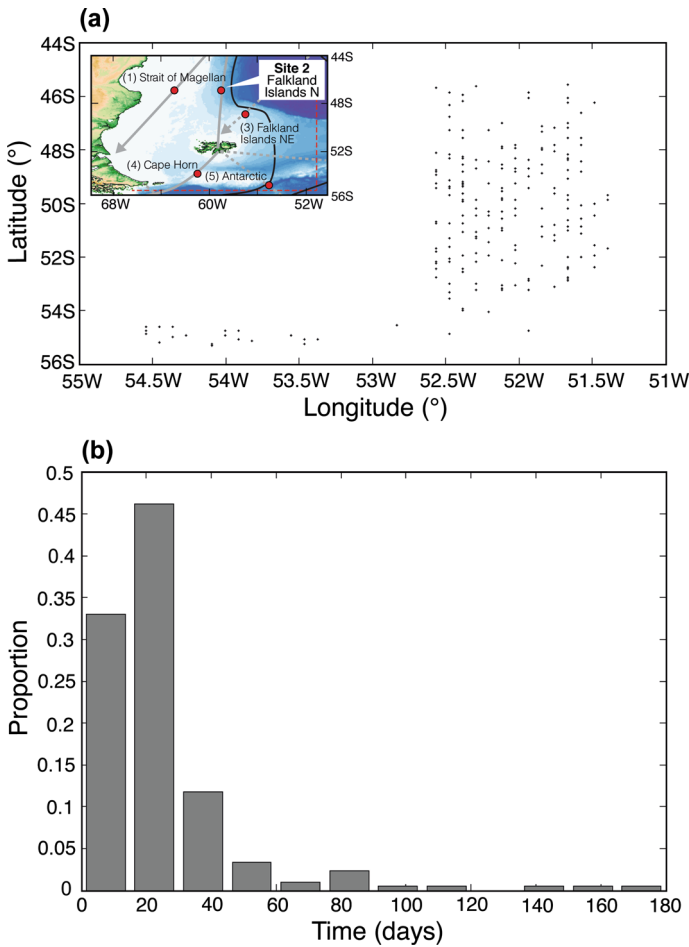 (a)
44S
46S
48S
50S
52S
54S
56S
Latitude (°)
44S
48S
52S
56S
68W
60W
52W
(1) Strait of Magellan
Site 2
Falkland
Islands N
(3) Falkland
Islands NE
(4) Cape Horn
(5) Antarctic
55W
54.5W
54W
53.5W
53W
52.5W
52W
51.5W
51W
Longitude (°)
(b)
0.5
0.45
0.4
0.35
0.3
0.25
0.2
0.15
0.1
0.05
0
Proportion
0
20
40
60
80
100
120
140
160
180
Time (days)